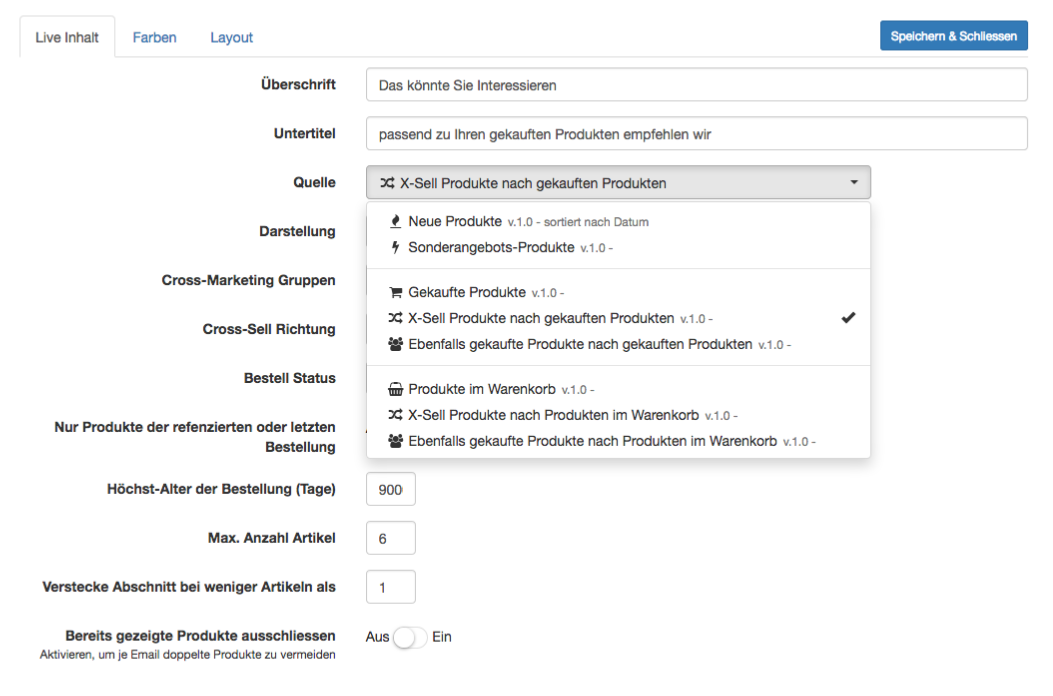 Live Inhalt Farben Layout Speichern & Schliessen
Überschrift Das könnte Sie Interessieren
Untertitel passend zu Ihren gekauften Produkten empfehlen wir
Quelle X-Sell Produkte nach gekauften Produkten
Neue Produkte v.1.0 - sortiert nach Datum
Darstellung
Sonderangebots-Produkte v.1.0 -
Cross-Marketing Gruppen
Gekaufte Produkte v.1.0 -
X-Sell Produkte nach gekauften Produkten v.1.0 -
Cross-Sell Richtung
Ebenfalls gekaufte Produkte nach gekauften Produkten v.1.0 -
Bestell Status
Produkte im Warenkorb v.1.0 -
X-Sell Produkte nach Produkten im Warenkorb v.1.0 -
Nur Produkte der refenzierten oder letzten
Bestellung
Ebenfalls gekaufte Produkte nach Produkten im Warenkorb v.1.0 -
Höchst-Alter der Bestellung (Tage) 900
Max. Anzahl Artikel 6
Verstecke Abschnitt bei weniger Artikeln als 1
Bereits gezeigte Produkte ausschliessen Aus Ein
Aktivieren, um je Email doppelte Produkte zu vermeiden